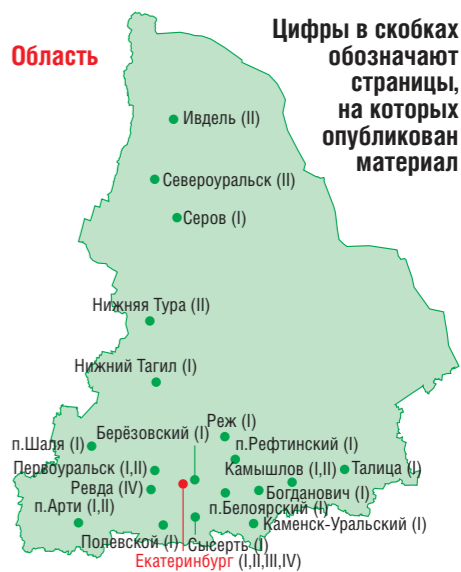 Область
Цифры в скобках
обозначают
страницы,
на которых
опубликован
материал
Ивдель (II)
Североуральск (II)
Серов (I)
Нижняя Тура (II)
Нижний Тагил (I)
Реж (I)
Берёзовский (I)
п.Шаля (I)
п.Рефтинский (I)
Первоуральск (I,II)
Камышлов (I,II)
Талица (I)
Ревда (IV)
Богданович (I)
п.Арти (I,II)
п.Белоярский (I)
Каменск-Уральский (I)
Полевской (I)
Сысерть (I)
Екатеринбург (I,II,III,IV)